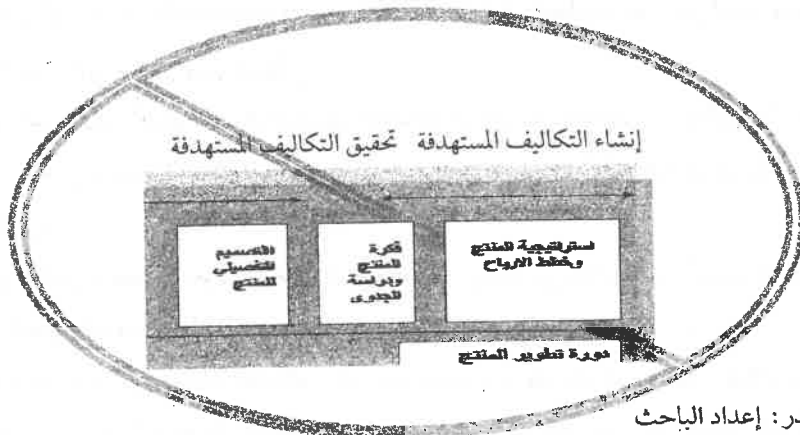 إنشاء التكاليف المستهدفة تحقيق التكاليف المستهدفة
استراتيجية المنتج
وخطط الارباح
فكرة
المنتج
ودراسة
الجدوى
التصميم
التفصيلي
للمنتج
دورة تطوير المنتج
در : إعداد الباحث